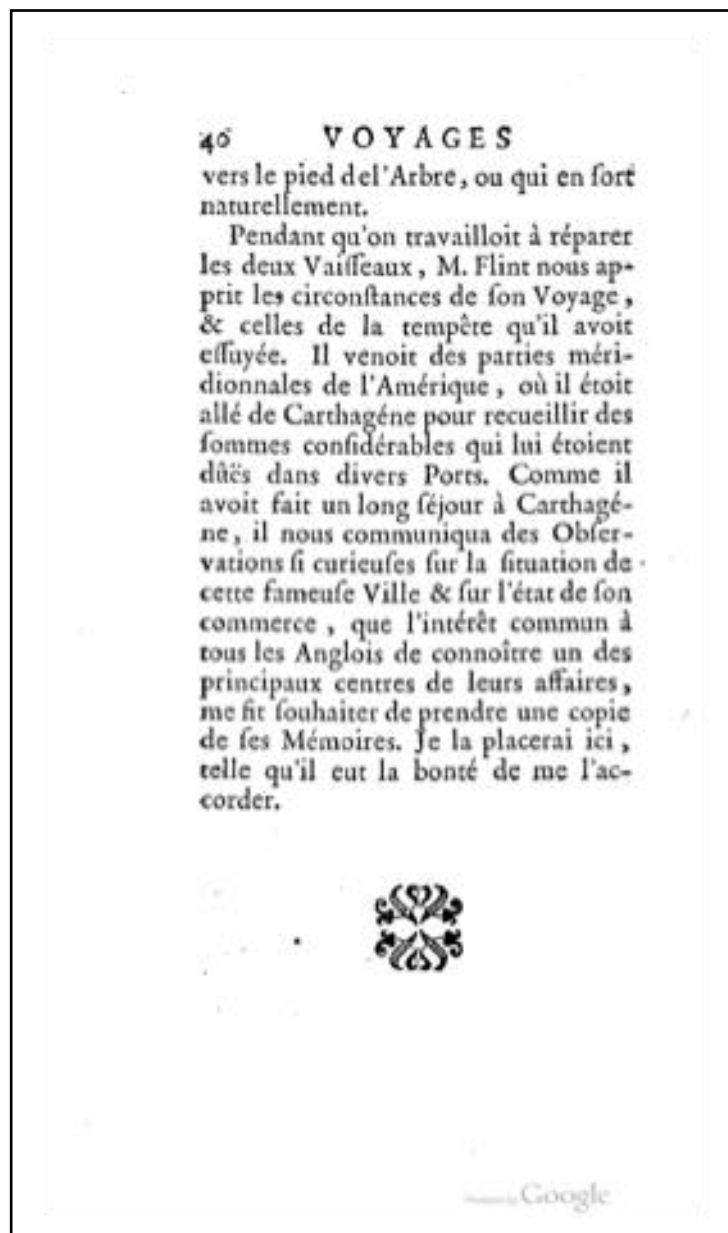 40 VOYAGES
vers le pied del'Arbre, ou qui en ſort
naturellement.
Pendant qu'on travailloit à réparer
les deux Vaiſſeaux, M. Flint nous ap-
prit les circonſtances de ſon Voyage,
& celles de la tempête qu'il avoit
eſſuyée. Il venoit des parties méri-
dionnales de l'Amérique, où il étoit
allé de Carthagéne pour recueillir des
ſommes conſidérables qui lui étoient
dûës dans divers Ports. Comme il
avoit fait un long ſéjour à Carthagé-
ne, il nous communiqua des Obſer-
vations ſi curieuſes ſur la ſituation de
cette fameuſe Ville & ſur l'état de ſon
commerce, que l'intérêt commun à
tous les Anglois de connoître un des
principaux centres de leurs affaires,
me fit ſouhaiter de prendre une copie
de ſes Mémoires. Je la placerai ici,
telle qu'il eut la bonté de me l'ac-
corder.
Google